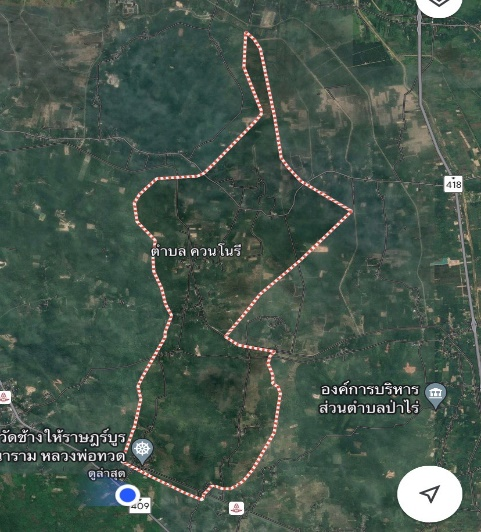 418
ตำบล ควนโนรี
องค์การบริหาร
ส่วนตำบลป่าไร่
วัดช้างให้ราษฎร์บูร
นาราม หลวงพ่อทวด
ดูล่าสุด
409